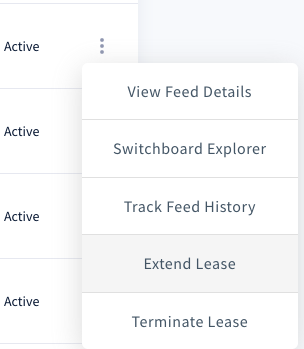 Active
View Feed Details
Active
Switchboard Explorer
Track Feed History
Active
Extend Lease
Active
Terminate Lease